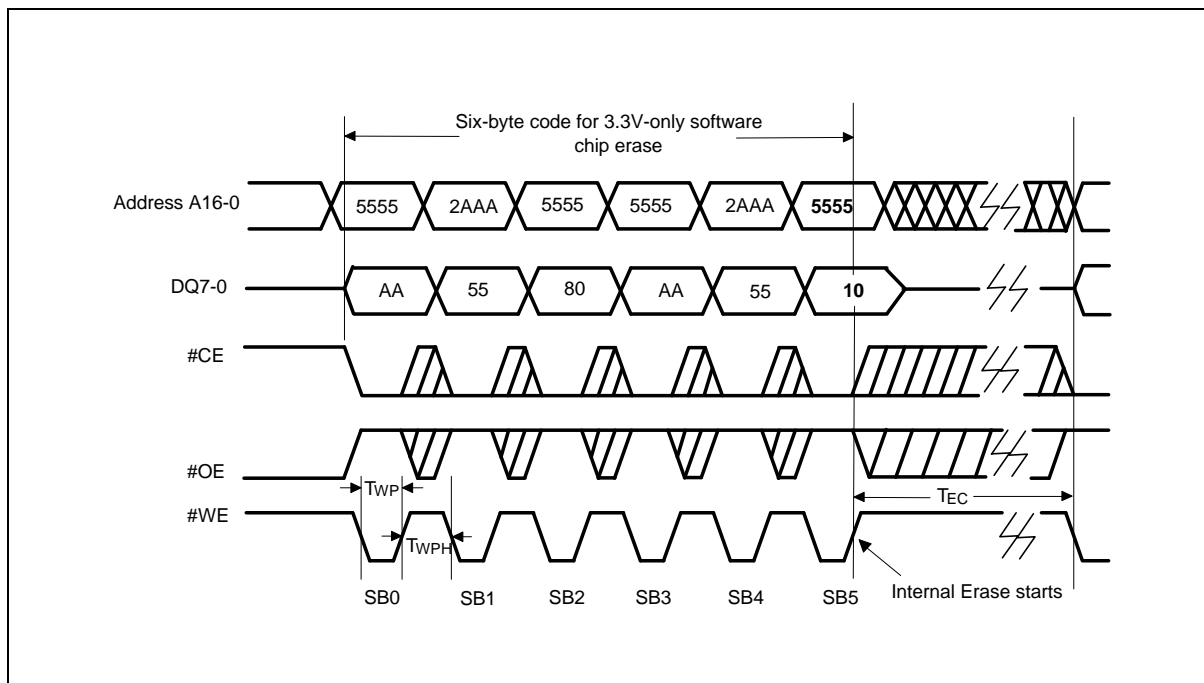 Six-byte code for 3.3V-only software
chip erase
Address A16-0
5555
2AAA
5555
5555
2AAA
5555
DQ7-0
AA
55
80
AA
55
10
#CE
#OE
TWP
TEC
#WE
TWPH
SB0
SB1
SB2
SB3
SB4
SB5
Internal Erase starts